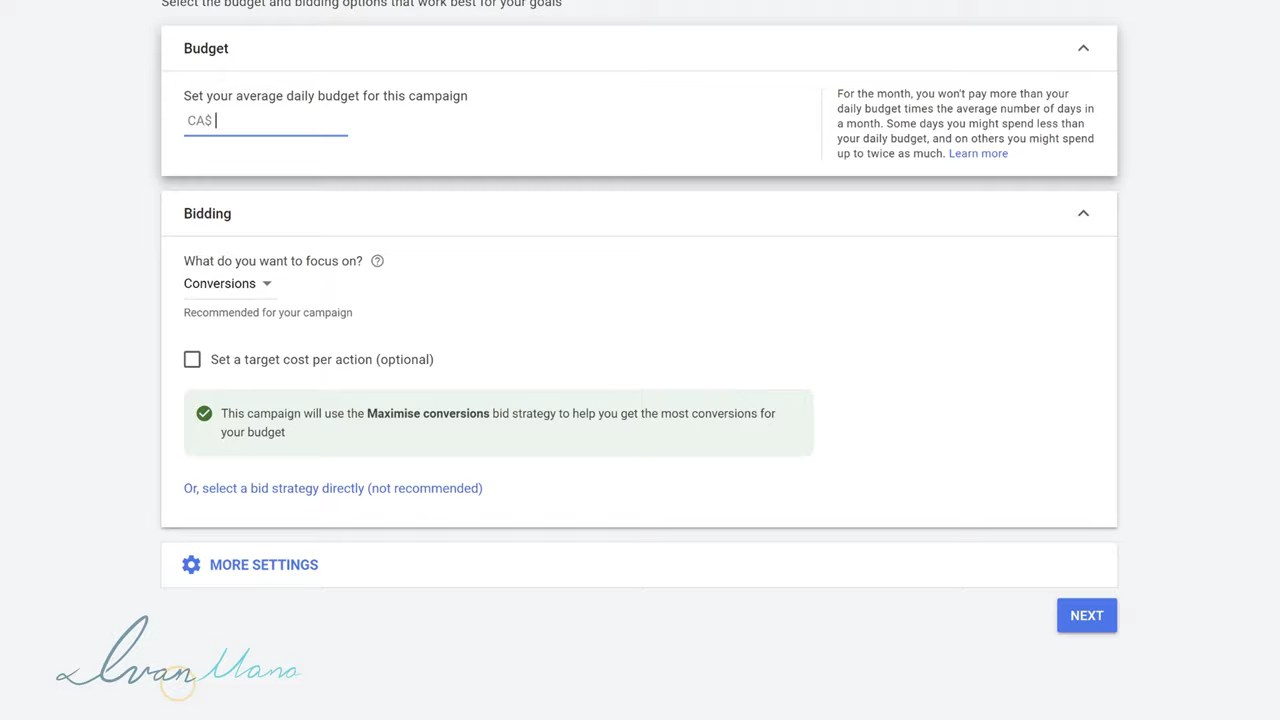 Select the budget and bidding options that work best for your goals
Budget
Set your average daily budget for this campaign
CA$
For the month, you won't pay more than your
daily budget times the average number of days in
a month. Some days you might spend less than
your daily budget, and on others you might spend
up to twice as much. Learn more
Bidding
What do you want to focus on?
Conversions
Recommended for your campaign
Set a target cost per action (optional)
This campaign will use the Maximise conversions bid strategy to help you get the most conversions for
your budget
Or, select a bid strategy directly (not recommended)
MORE SETTINGS
NEXT
Ivan Mana